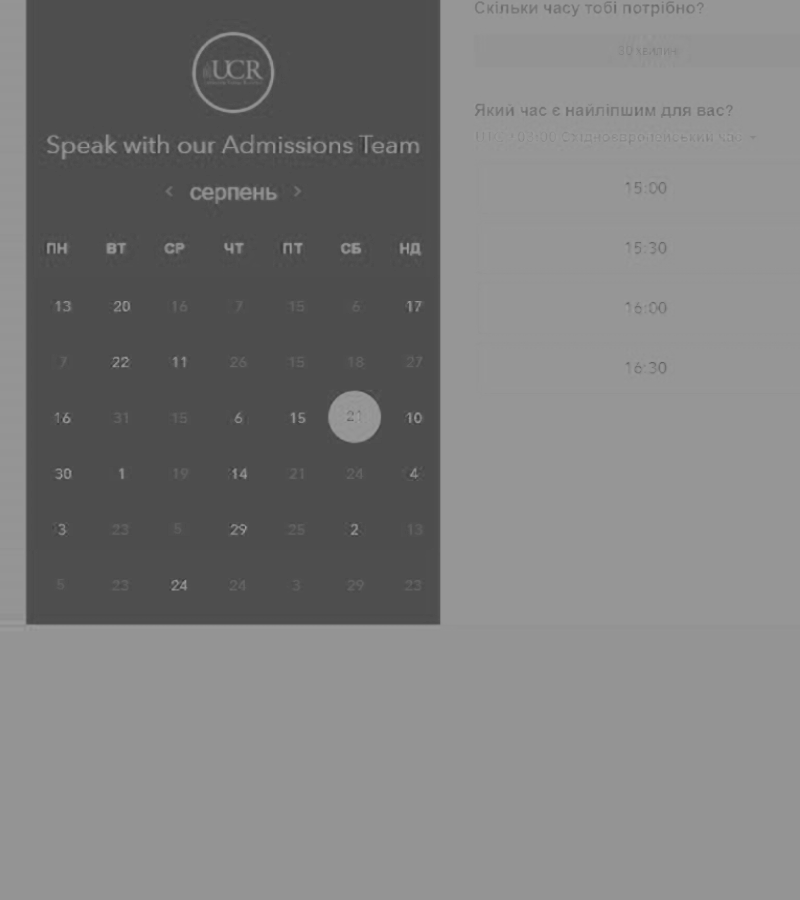 UCR
Speak with our Admissions Team
‹ серпень ›
ПН ВТ СР ЧТ ПТ СБ НД
13 20 16 7 15 6 17
7 22 11 26 15 18 27
16 31 15 6 15 21 10
30 1 19 14 21 24 4
3 23 5 29 25 2 13
5 23 24 24 3 29 23
Скільки часу тобі потрібно?
30 хвилин
Який час є найліпшим для вас?
Східноєвропейський час
15:00
15:30
16:00
16:30